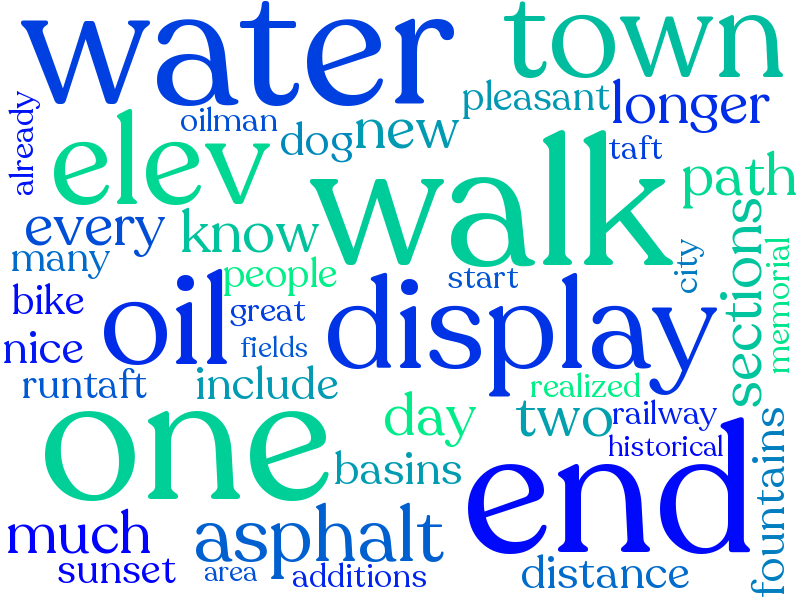 water
town
already
oilman
pleasant
longer
dog
new
taft
elev
walk
path
every
know
sections
many
people
start
city
memorial
bike
oil
great
display
nice
fields
runtaft
include
realized
one
day
two
railway
historical
basins
end
fountains
much
asphalt
sunset
area
additions
distance